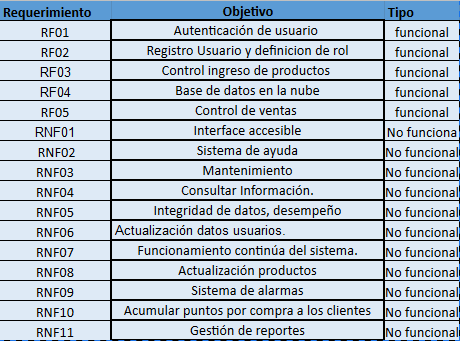 Requerimiento Objetivo Tipo
RF01 Autenticación de usuario funcional
RF02 Registro Usuario y definicion de rol funcional
RF03 Control ingreso de productos funcional
RF04 Base de datos en la nube funcional
RF05 Control de ventas funcional
RNF01 Interface accesible No funciona
RNF02 Sistema de ayuda No funcional
RNF03 Mantenimiento No funcional
RNF04 Consultar Información. No funcional
RNF05 Integridad de datos, desempeño No funcional
RNF06 Actualización datos usuarios. No funcional
RNF07 Funcionamiento continúa del sistema. No funcional
RNF08 Actualización productos No funcional
RNF09 Sistema de alarmas No funcional
RNF10 Acumular puntos por compra a los clientes No funcional
RNF11 Gestión de reportes No funcional